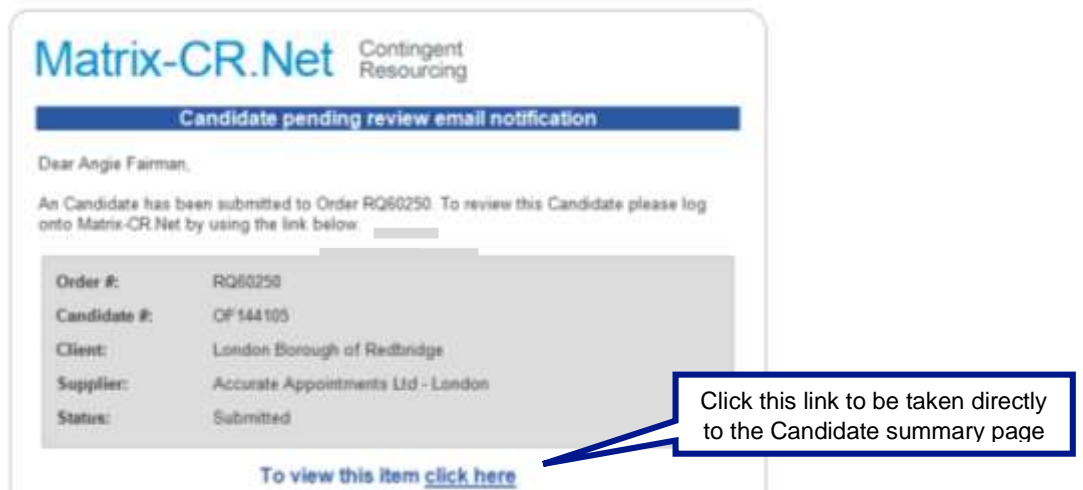 Matrix-CR.Net Contingent
Resourcing
Candidate pending review email notification
Dear Angie Fairman,
An Candidate has been submitted to Order RQ60250. To review this Candidate please log
onto Matrix-CR.Net by using the link below.
Order #: RQ60250
Candidate #: OF144105
Client: London Borough of Redbridge
Supplier: Accurate Appointments Ltd - London
Status: Submitted
Click this link to be taken directly
to the Candidate summary page
To view this item click here